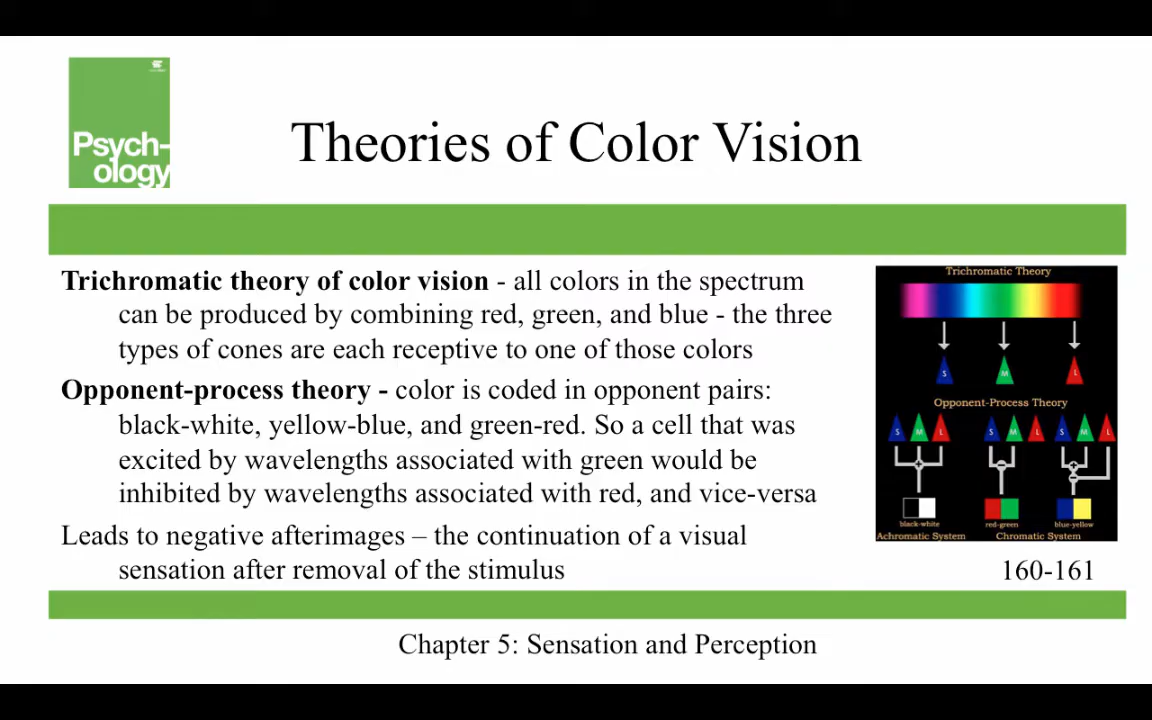 Psych-
ology
Theories of Color Vision
Trichromatic theory of color vision - all colors in the spectrum
can be produced by combining red, green, and blue - the three
types of cones are each receptive to one of those colors
Opponent-process theory - color is coded in opponent pairs:
black-white, yellow-blue, and green-red. So a cell that was
excited by wavelengths associated with green would be
inhibited by wavelengths associated with red, and vice-versa
Leads to negative afterimages – the continuation of a visual
sensation after removal of the stimulus
Trichromatic Theory
S M L
Opponent-Process Theory
S M L S M L S M L
black-white red-green blue-yellow
Achromatic System Chromatic System
160-161
Chapter 5: Sensation and Perception